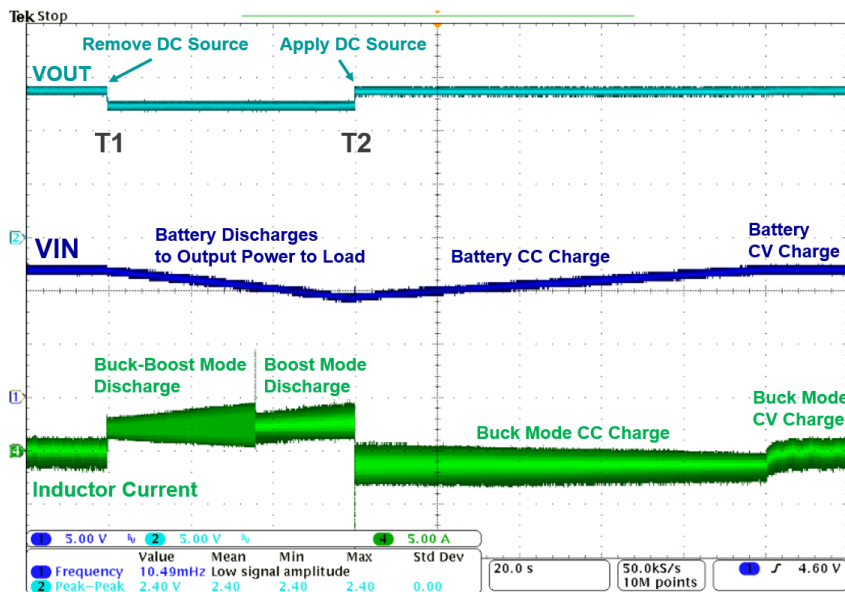 Tek Stop
Remove DC Source
Apply DC Source
VOUT
T1
T2
2
VIN
Battery Discharges
to Output Power to Load
Battery CC Charge
Battery
CV Charge
Buck-Boost Mode
Discharge
Boost Mode
Discharge
1
Buck Mode CC Charge
Buck Mode
CV Charge
4
Inductor Current
1 5.00 V 2 5.00 V 4 5.00 A
Value Mean Min Max Std Dev
1 Frequency 10.49mHz Low signal amplitude
2 Peak-Peak 2.40 V 2.40 2.40 2.40 0.00
20.0 s
50.0kS/s
10M points
1 4.60 V